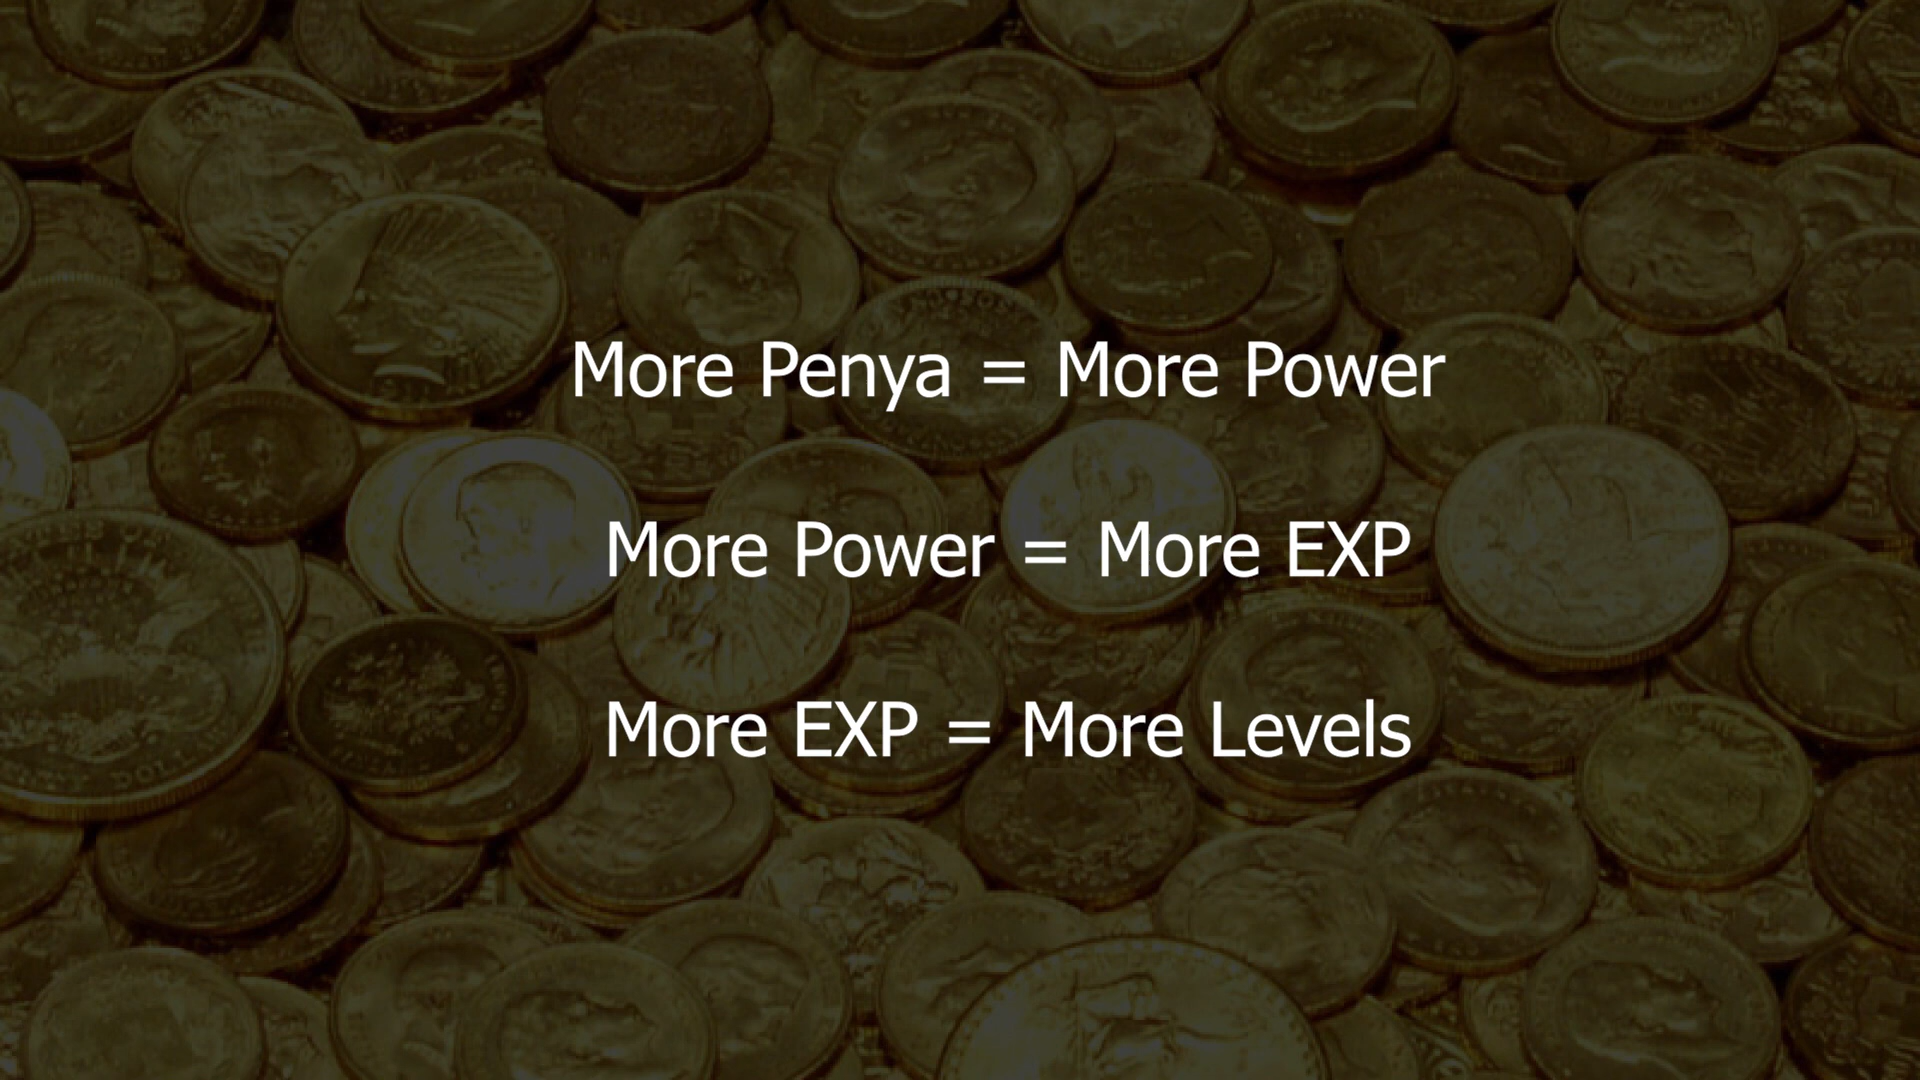 More Penya = More Power
More Power = More EXP
More EXP = More Levels